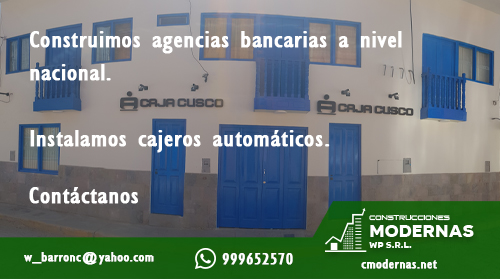 Construimos agencias bancarias a nivel
nacional.
CAJA CUSCO
CAJA CUSCO
Instalamos cajeros automáticos.
Contáctanos
CONSTRUCCIONES
MODERNAS
WP S.R.L.
w_barronc@yahoo.com
999652570
cmodernas.net